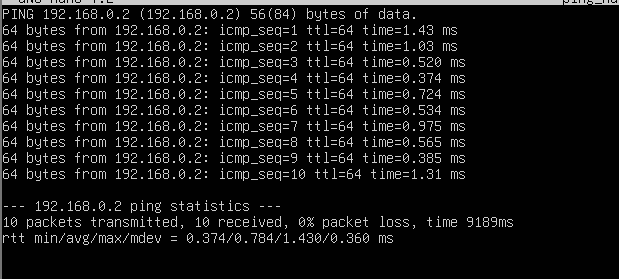 PING 192.168.0.2 (192.168.0.2) 56(84) bytes of data.
64 bytes from 192.168.0.2: icmp_seq=1 ttl=64 time=1.43 ms
64 bytes from 192.168.0.2: icmp_seq=2 ttl=64 time=1.03 ms
64 bytes from 192.168.0.2: icmp_seq=3 ttl=64 time=0.520 ms
64 bytes from 192.168.0.2: icmp_seq=4 ttl=64 time=0.374 ms
64 bytes from 192.168.0.2: icmp_seq=5 ttl=64 time=0.724 ms
64 bytes from 192.168.0.2: icmp_seq=6 ttl=64 time=0.534 ms
64 bytes from 192.168.0.2: icmp_seq=7 ttl=64 time=0.975 ms
64 bytes from 192.168.0.2: icmp_seq=8 ttl=64 time=0.565 ms
64 bytes from 192.168.0.2: icmp_seq=9 ttl=64 time=0.385 ms
64 bytes from 192.168.0.2: icmp_seq=10 ttl=64 time=1.31 ms
--- 192.168.0.2 ping statistics ---
10 packets transmitted, 10 received, 0% packet loss, time 9189ms
rtt min/avg/max/mdev = 0.374/0.784/1.430/0.360 ms